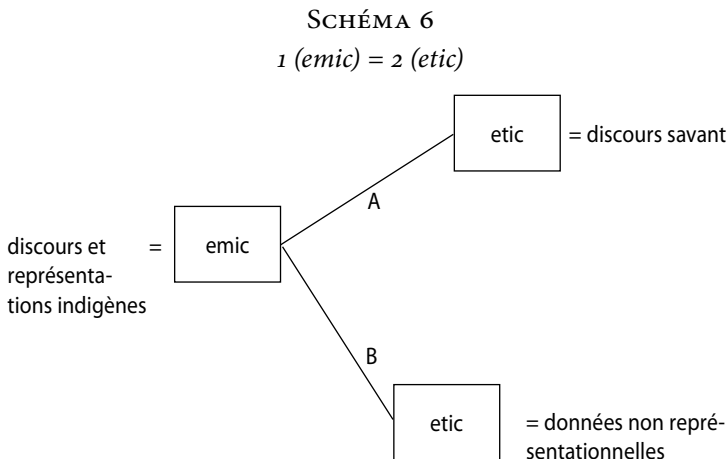 SCHÉMA 6
1 (emic) = 2 (etic)
etic = discours savant
A
discours et
représenta-
tions indigènes
= emic
B
etic = données non repré-
sentationnelles